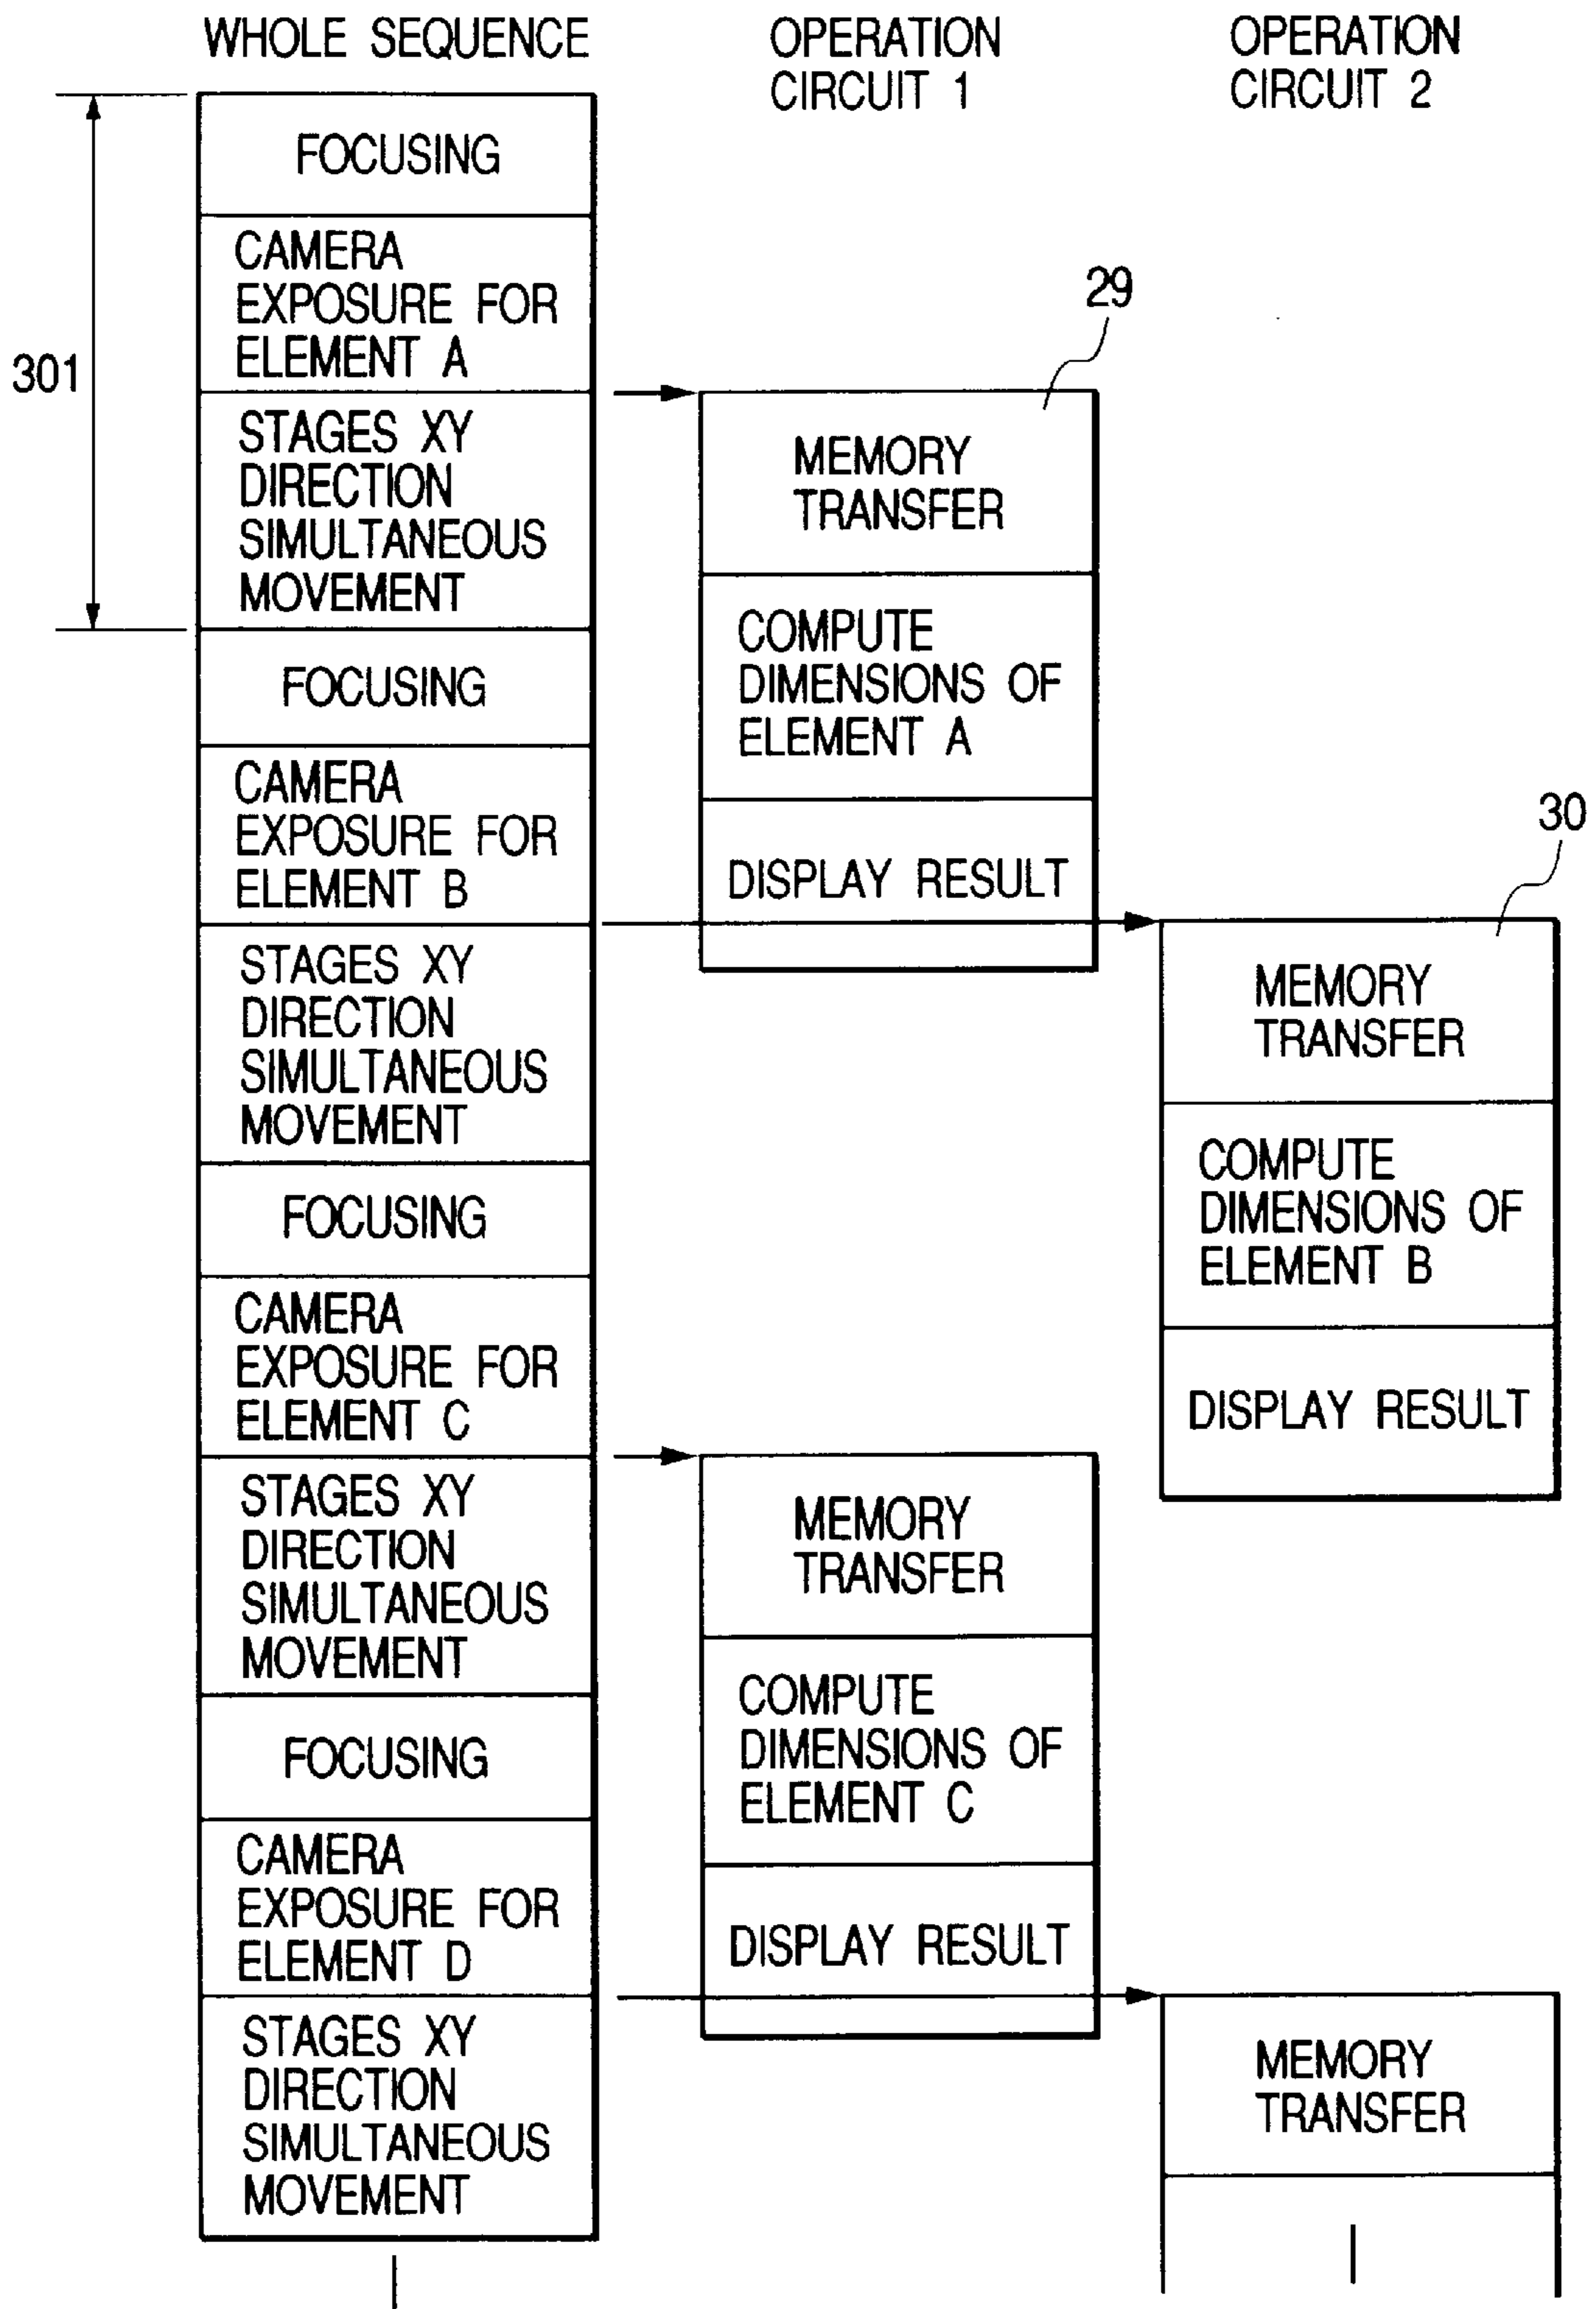 WHOLE SEQUENCE
OPERATION
CIRCUIT 1
OPERATION
CIRCUIT 2
301
FOCUSING
CAMERA
EXPOSURE FOR
ELEMENT A
STAGES XY
DIRECTION
SIMULTANEOUS
MOVEMENT
FOCUSING
CAMERA
EXPOSURE FOR
ELEMENT B
STAGES XY
DIRECTION
SIMULTANEOUS
MOVEMENT
FOCUSING
CAMERA
EXPOSURE FOR
ELEMENT C
STAGES XY
DIRECTION
SIMULTANEOUS
MOVEMENT
FOCUSING
CAMERA
EXPOSURE FOR
ELEMENT D
STAGES XY
DIRECTION
SIMULTANEOUS
MOVEMENT
29
MEMORY
TRANSFER
COMPUTE
DIMENSIONS OF
ELEMENT A
DISPLAY RESULT
MEMORY
TRANSFER
COMPUTE
DIMENSIONS OF
ELEMENT C
DISPLAY RESULT
30
MEMORY
TRANSFER
COMPUTE
DIMENSIONS OF
ELEMENT B
DISPLAY RESULT
MEMORY
TRANSFER